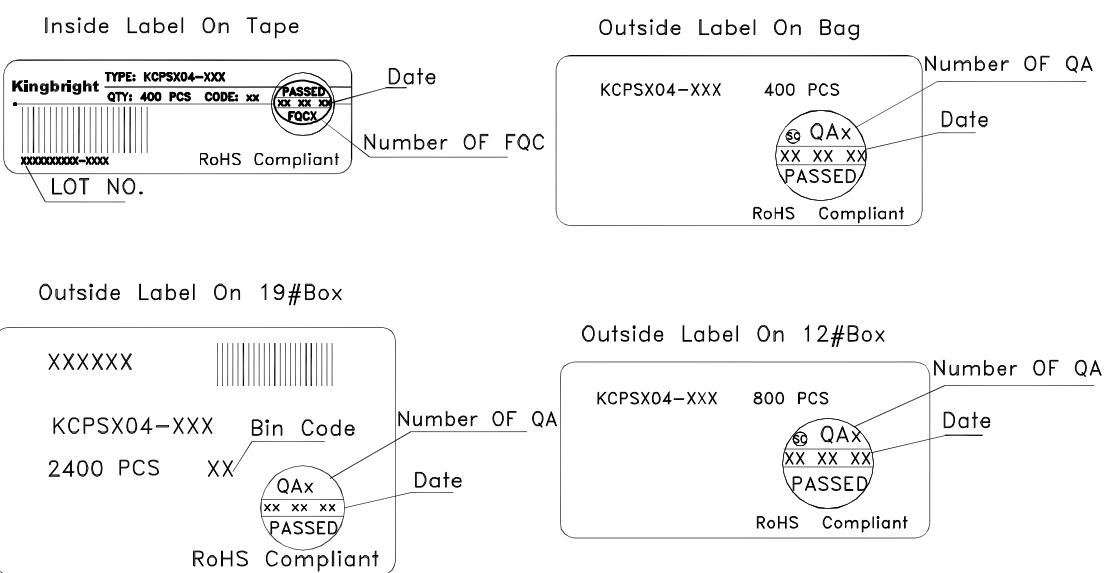 Inside Label On Tape
Kingbright
TYPE: KCPSX04-XXX
QTY: 400 PCS CODE: xx
PASSED
xx xx xx
FQCX
xxxxxxxxxx-xxxx
RoHS Compliant
Date
Number OF FQC
LOT NO.
Outside Label On Bag
KCPSX04-XXX 400 PCS
SC QAx
XX XX XX
PASSED
RoHS Compliant
Number OF QA
Date
Outside Label On 19#Box
XXXXXX
KCPSX04-XXX
Bin Code
2400 PCS XX
QAx
xx xx xx
PASSED
RoHS Compliant
Number OF QA
Date
Outside Label On 12#Box
KCPSX04-XXX 800 PCS
SC QAx
XX XX XX
PASSED
RoHS Compliant
Number OF QA
Date